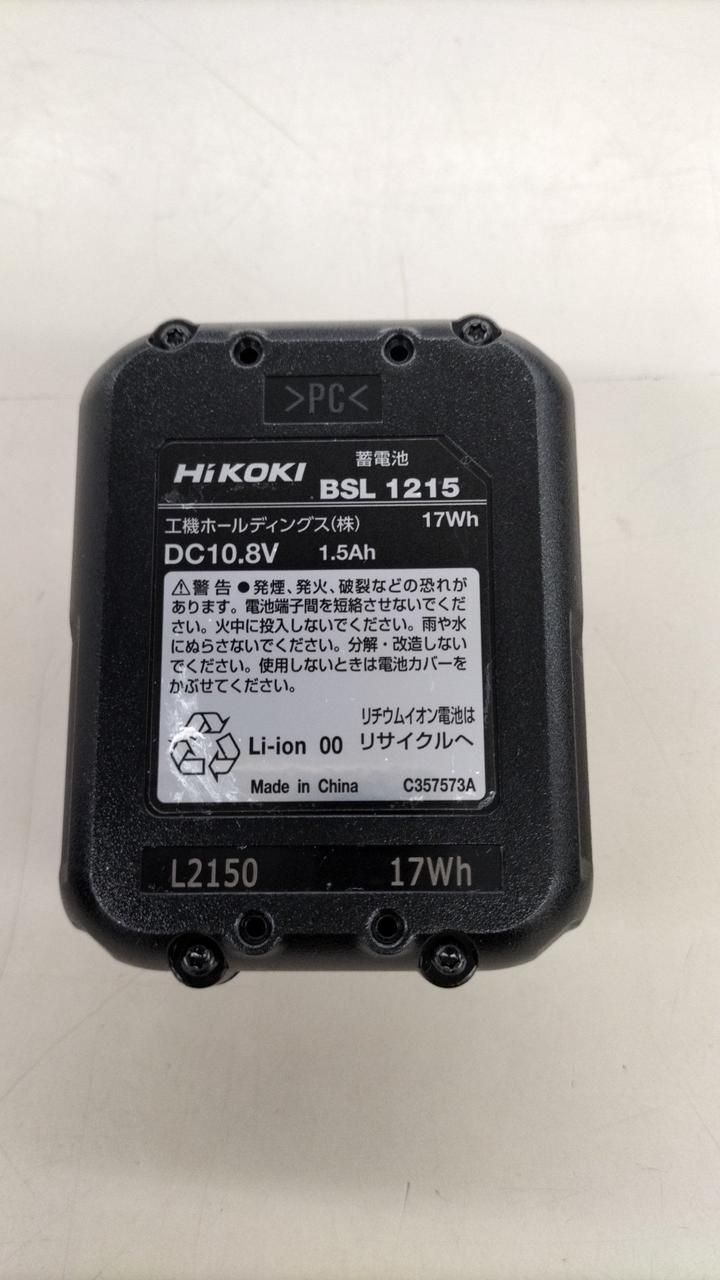 >PC<
HiKOKI 蓄電池
BSL 1215
工機ホールディングス(株) 17Wh
DC10.8V 1.5Ah
⚠警告 ●発煙、発火、破裂などの恐れが
あります。電池端子間を短絡させないでくだ
さい。火中に投入しないでください。雨や水
にぬらさないでください。分解・改造しない
でください。使用しないときは電池カバーを
かぶせてください。
リチウムイオン電池は
Li-ion 00 リサイクルへ
Made in China C357573A
L2150 17Wh